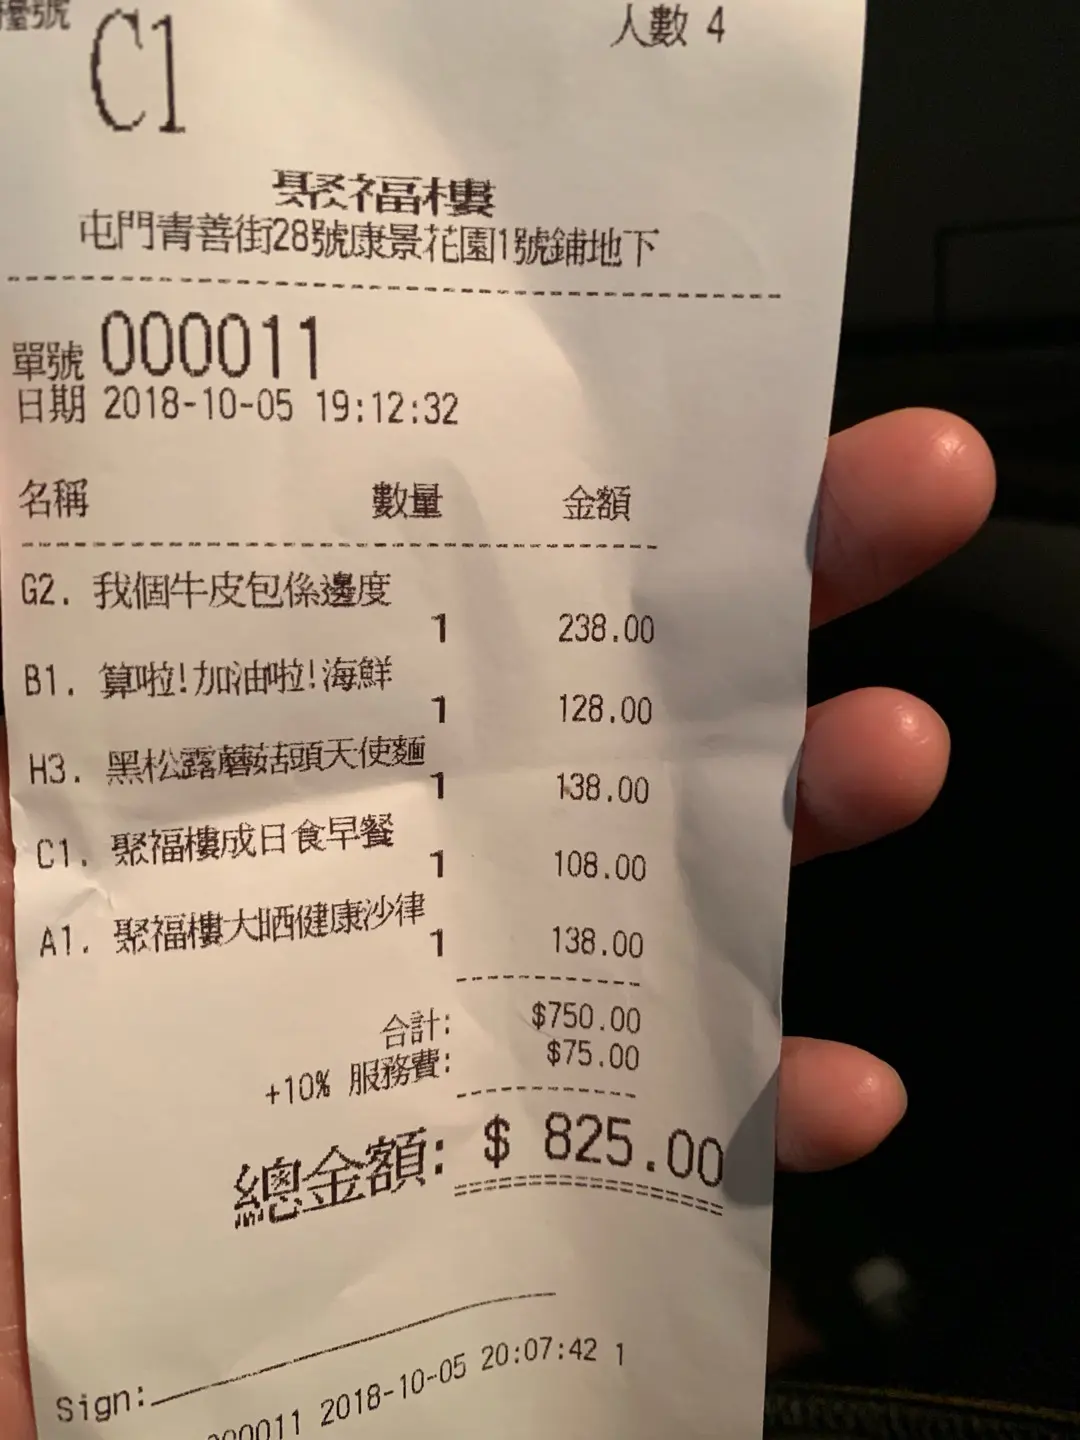 檯號
C1
人數 4
聚福樓
屯門青善街28號康景花園1號鋪地下
單號 000011
日期 2018-10-05 19:12:32
名稱 數量 金額
G2. 我個牛皮包係邊度
1 238.00
B1. 算啦!加油啦!海鮮
1 128.00
H3. 黑松露蘑菇頭天使麵
1 138.00
C1. 聚福樓成日食早餐
1 108.00
A1. 聚福樓大晒健康沙律
1 138.00
合計: $750.00
+10% 服務費: $75.00
總金額: $ 825.00
Sign:
000011 2018-10-05 20:07:42 1